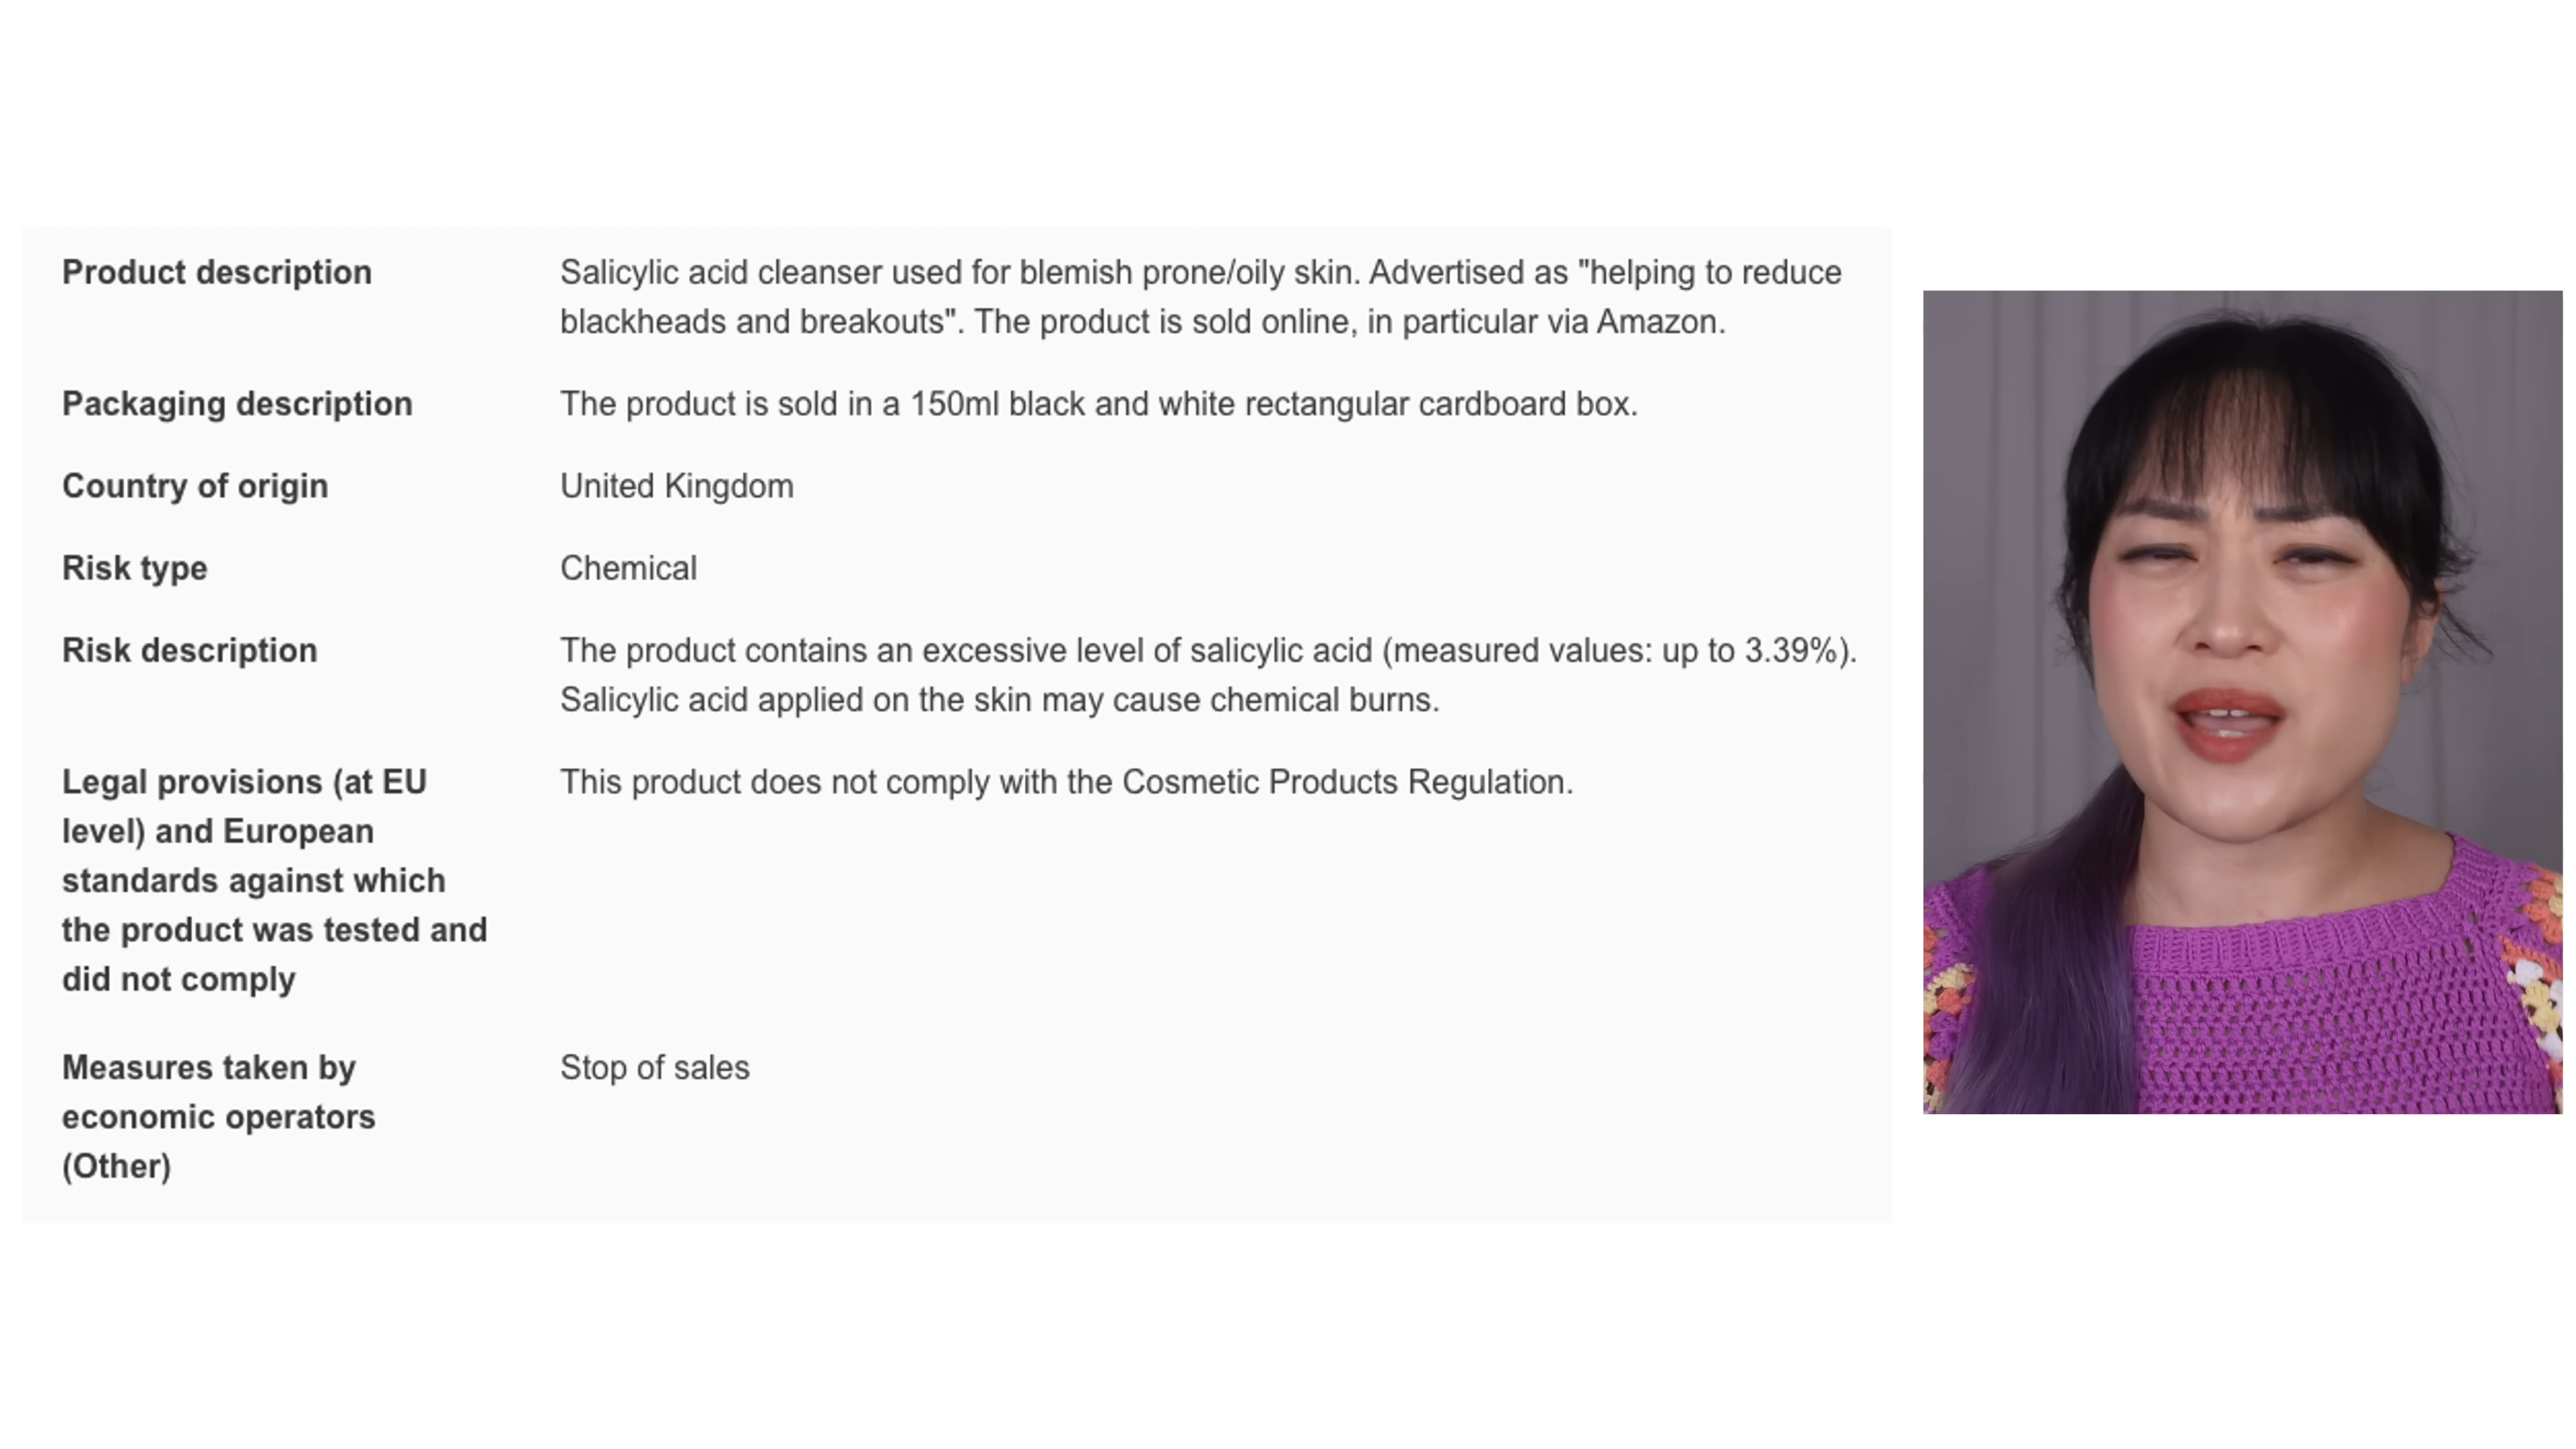 Product description
Salicylic acid cleanser used for blemish prone/oily skin. Advertised as "helping to reduce
blackheads and breakouts". The product is sold online, in particular via Amazon.
Packaging description
The product is sold in a 150ml black and white rectangular cardboard box.
Country of origin
United Kingdom
Risk type
Chemical
Risk description
The product contains an excessive level of salicylic acid (measured values: up to 3.39%).
Salicylic acid applied on the skin may cause chemical burns.
Legal provisions (at EU
level) and European
standards against which
the product was tested and
did not comply
This product does not comply with the Cosmetic Products Regulation.
Measures taken by
economic operators
(Other)
Stop of sales